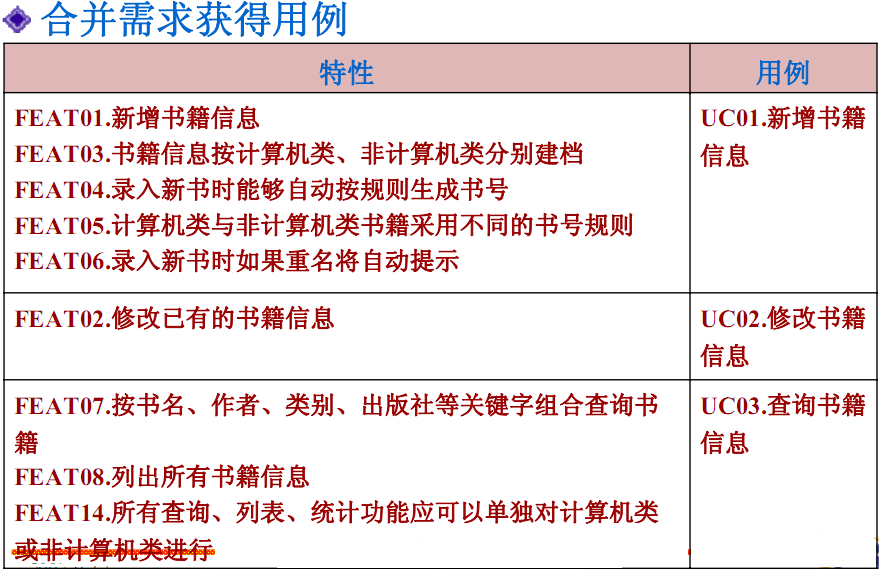 合并需求获得用例
特性
用例
FEAT01.新增书籍信息
FEAT03.书籍信息按计算机类、非计算机类分别建档
FEAT04.录入新书时能够自动按规则生成书号
FEAT05.计算机类与非计算机类书籍采用不同的书号规则
FEAT06.录入新书时如果重名将自动提示
UC01.新增书籍
信息
FEAT02.修改已有的书籍信息
UC02.修改书籍
信息
FEAT07.按书名、作者、类别、出版社等关键字组合查询书
籍
FEAT08.列出所有书籍信息
FEAT14.所有查询、列表、统计功能应可以单独对计算机类
或非计算机类进行
UC03.查询书籍
信息